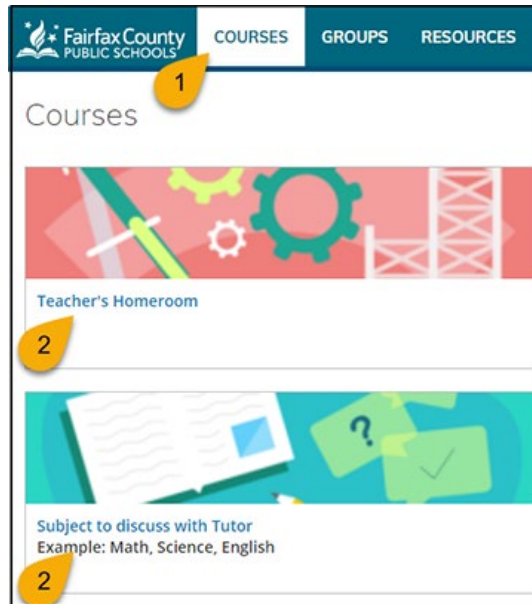 Fairfax County
PUBLIC SCHOOLS
COURSES
GROUPS
RESOURCES
1
Courses
Teacher's Homeroom
2
?
Subject to discuss with Tutor
Example: Math, Science, English
2